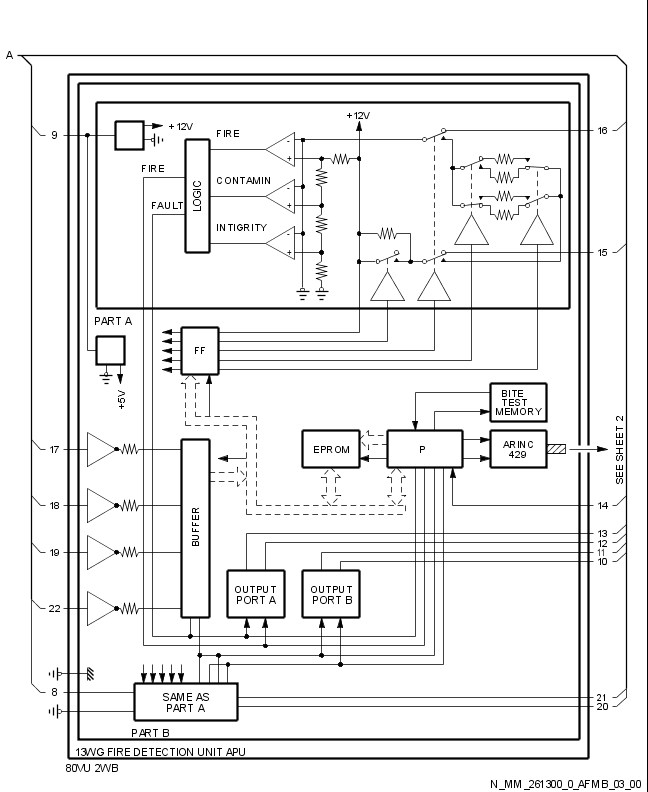 A
+12V
9
+12V
16
FIRE
-
+
FIRE
CONTAMIN
-
+
LOGIC
FAULT
INTIGRITY
-
+
15
PART A
FF
+5V
BITE
TEST
MEMORY
17
EPROM
P
ARINC
429
SEE SHEET 2
18
14
BUFFER
13
19
12
11
10
OUTPUT
PORT A
OUTPUT
PORT B
22
8
SAME AS
PART A
21
20
PART B
13WG FIRE DETECTION UNIT APU
80VU 2WB
N_MM_261300_0_AFMB_03_00